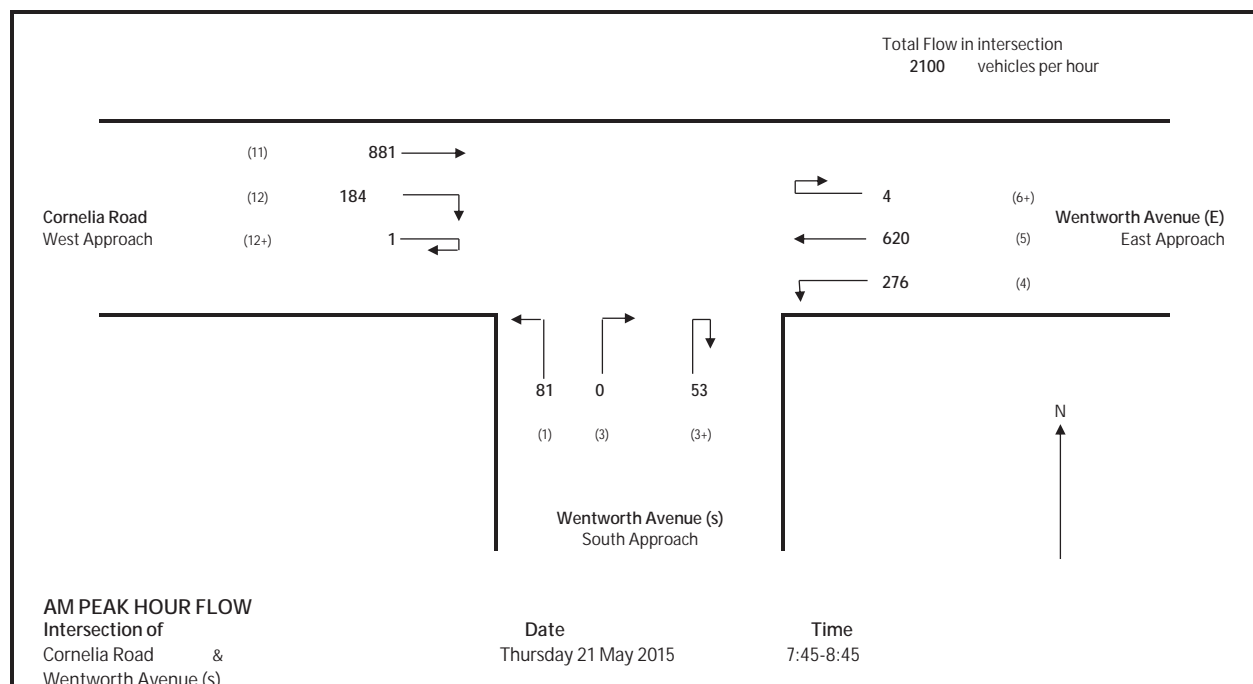 Total Flow in intersection
2100 vehicles per hour
(11) 881
(12) 184
Cornelia Road
West Approach
(12+) 1
4 (6+)
Wentworth Avenue (E)
East Approach
620 (5)
276 (4)
81 0 53
(1) (3) (3+)
N
Wentworth Avenue (s)
South Approach
AM PEAK HOUR FLOW
Intersection of Date Time
Cornelia Road & Thursday 21 May 2015 7:45-8:45
Wentworth Avenue (s)